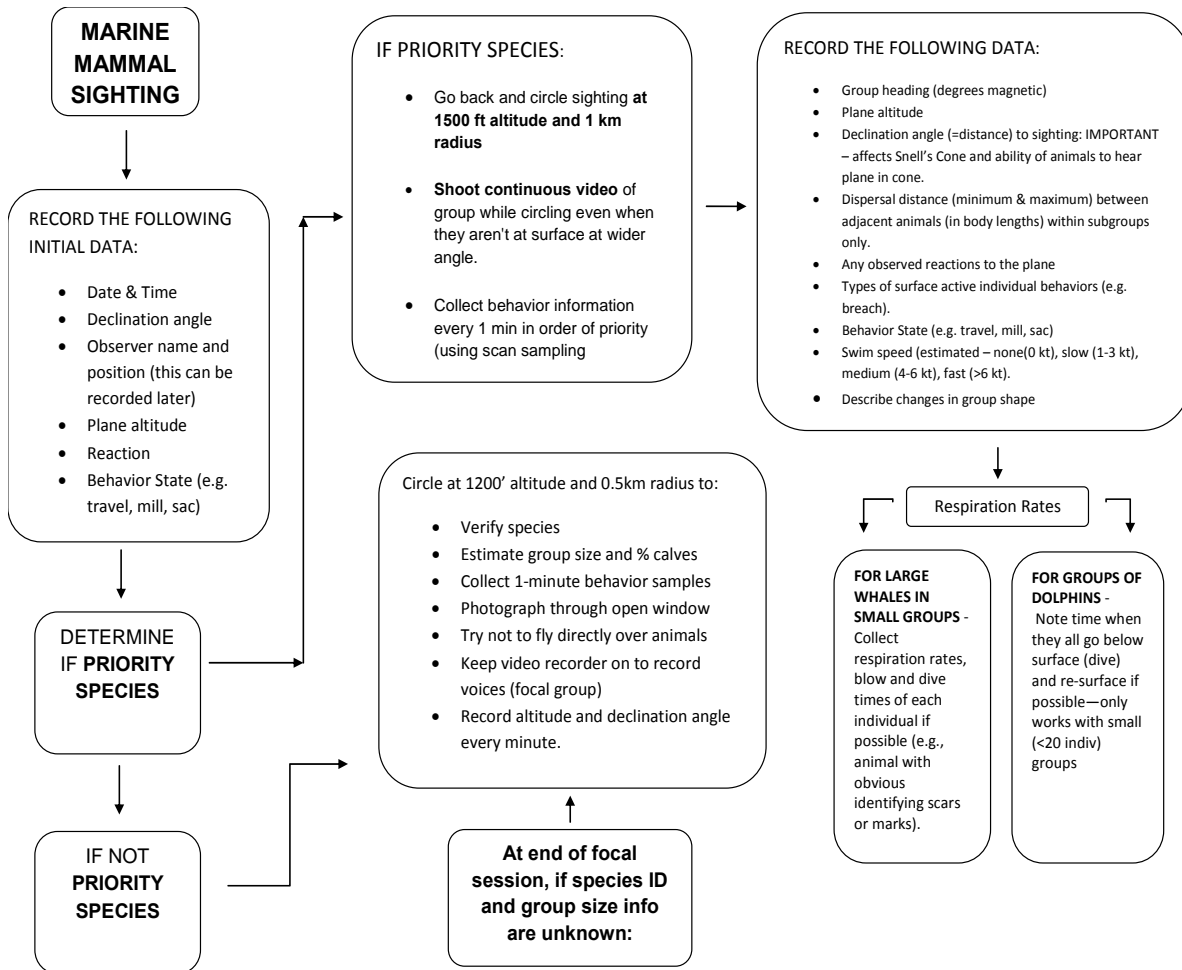 MARINE
MAMMAL
SIGHTING
RECORD THE FOLLOWING
INITIAL DATA:
• Date & Time
• Declination angle
• Observer name and
position (this can be
recorded later)
• Plane altitude
• Reaction
• Behavior State (e.g.
travel, mill, sac)
DETERMINE
IF PRIORITY
SPECIES
IF NOT
PRIORITY
SPECIES
IF PRIORITY SPECIES:
• Go back and circle sighting at
1500 ft altitude and 1 km
radius
• Shoot continuous video of
group while circling even when
they aren't at surface at wider
angle.
• Collect behavior information
every 1 min in order of priority
(using scan sampling
Circle at 1200’ altitude and 0.5km radius to:
• Verify species
• Estimate group size and % calves
• Collect 1-minute behavior samples
• Photograph through open window
• Try not to fly directly over animals
• Keep video recorder on to record
voices (focal group)
• Record altitude and declination angle
every minute.
At end of focal
session, if species ID
and group size info
are unknown:
RECORD THE FOLLOWING DATA:
• Group heading (degrees magnetic)
• Plane altitude
• Declination angle (=distance) to sighting: IMPORTANT
– affects Snell’s Cone and ability of animals to hear
plane in cone.
• Dispersal distance (minimum & maximum) between
adjacent animals (in body lengths) within subgroups
only.
• Any observed reactions to the plane
• Types of surface active individual behaviors (e.g.
breach).
• Behavior State (e.g. travel, mill, sac)
• Swim speed (estimated – none(0 kt), slow (1-3 kt),
medium (4-6 kt), fast (>6 kt).
• Describe changes in group shape
Respiration Rates
FOR LARGE
WHALES IN
SMALL GROUPS -
Collect
respiration rates,
blow and dive
times of each
individual if
possible (e.g.,
animal with
obvious
identifying scars
or marks).
FOR GROUPS OF
DOLPHINS -
Note time when
they all go below
surface (dive)
and re-surface if
possible—only
works with small
(<20 indiv)
groups